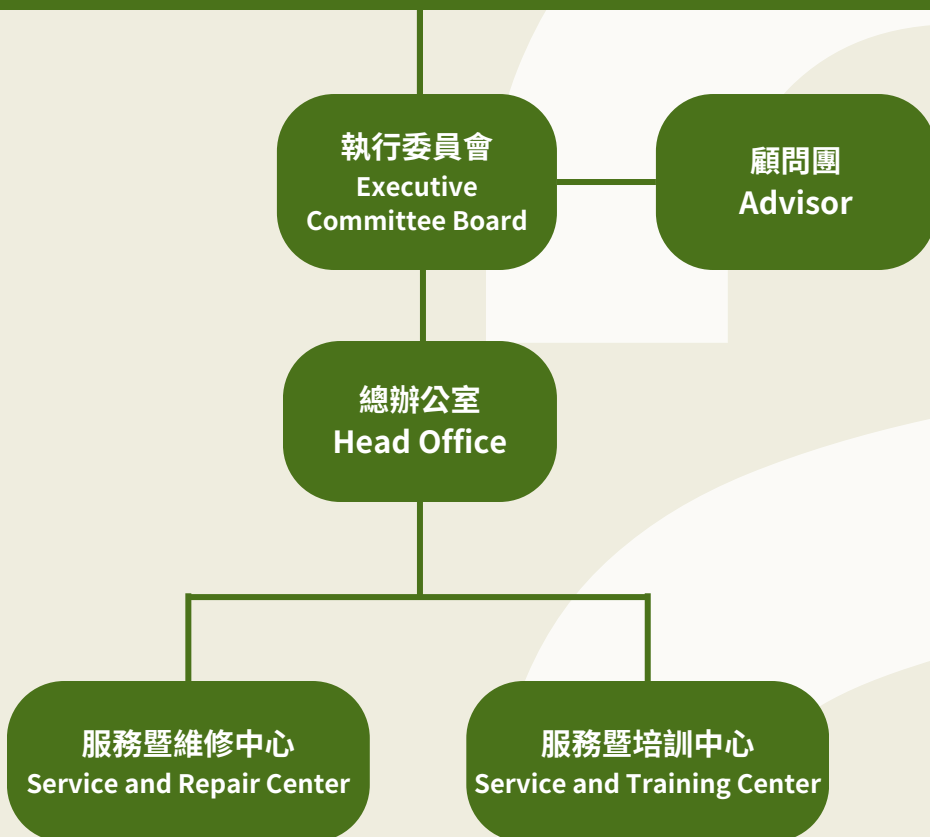 執行委員會
Executive
Committee Board
顧問團
Advisor
總辦公室
Head Office
服務暨維修中心
Service and Repair Center
服務暨培訓中心
Service and Training Center